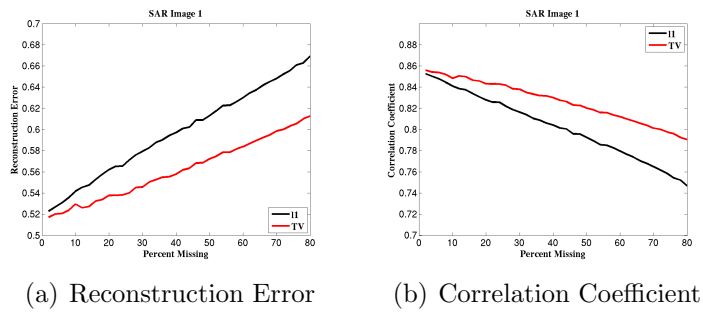 SAR Image 1
0.7
0.68
0.66
0.64
0.62
0.6
0.58
0.56
0.54
0.52
0.5
Reconstruction Error
l1
TV
0 10 20 30 40 50 60 70 80
Percent Missing
(a) Reconstruction Error
SAR Image 1
0.88
0.86
0.84
0.82
0.8
0.78
0.76
0.74
0.72
0.7
Correlation Coefficient
l1
TV
0 10 20 30 40 50 60 70 80
Percent Missing
(b) Correlation Coefficient